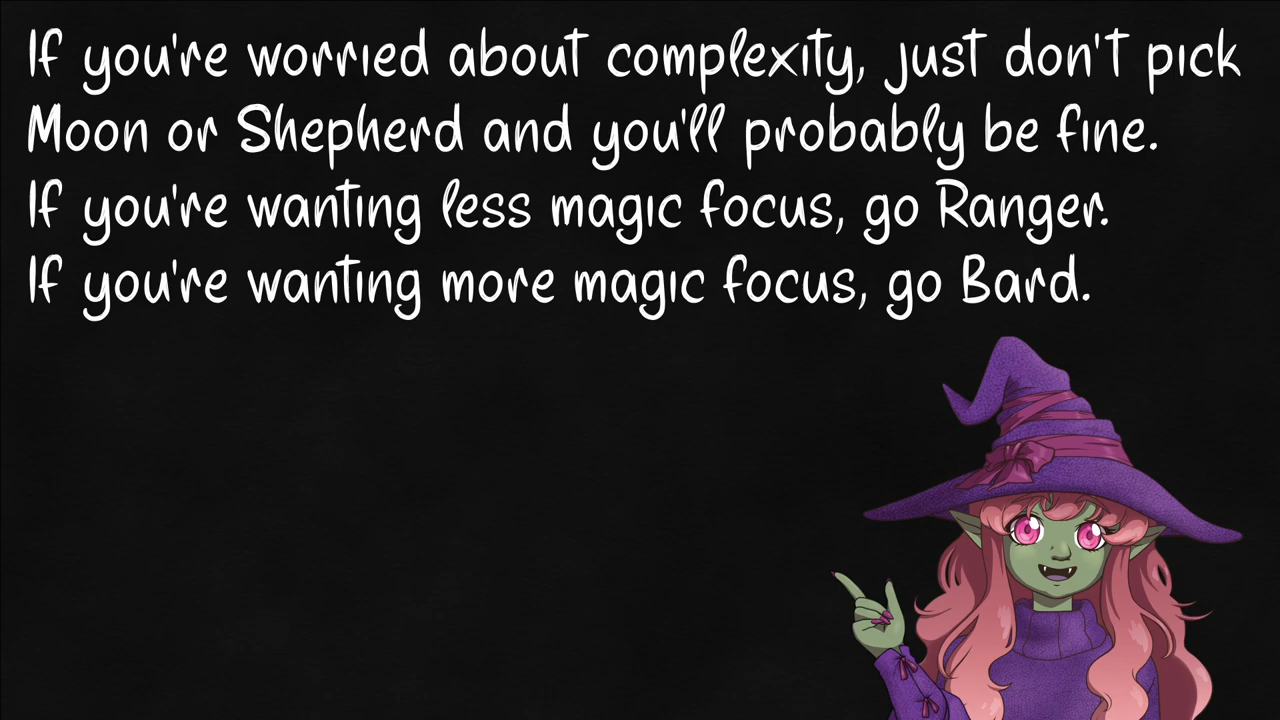 If you're worried about complexity, just don't pick
Moon or Shepherd and you'll probably be fine.
If you're wanting less magic focus, go Ranger.
If you're wanting more magic focus, go Bard.